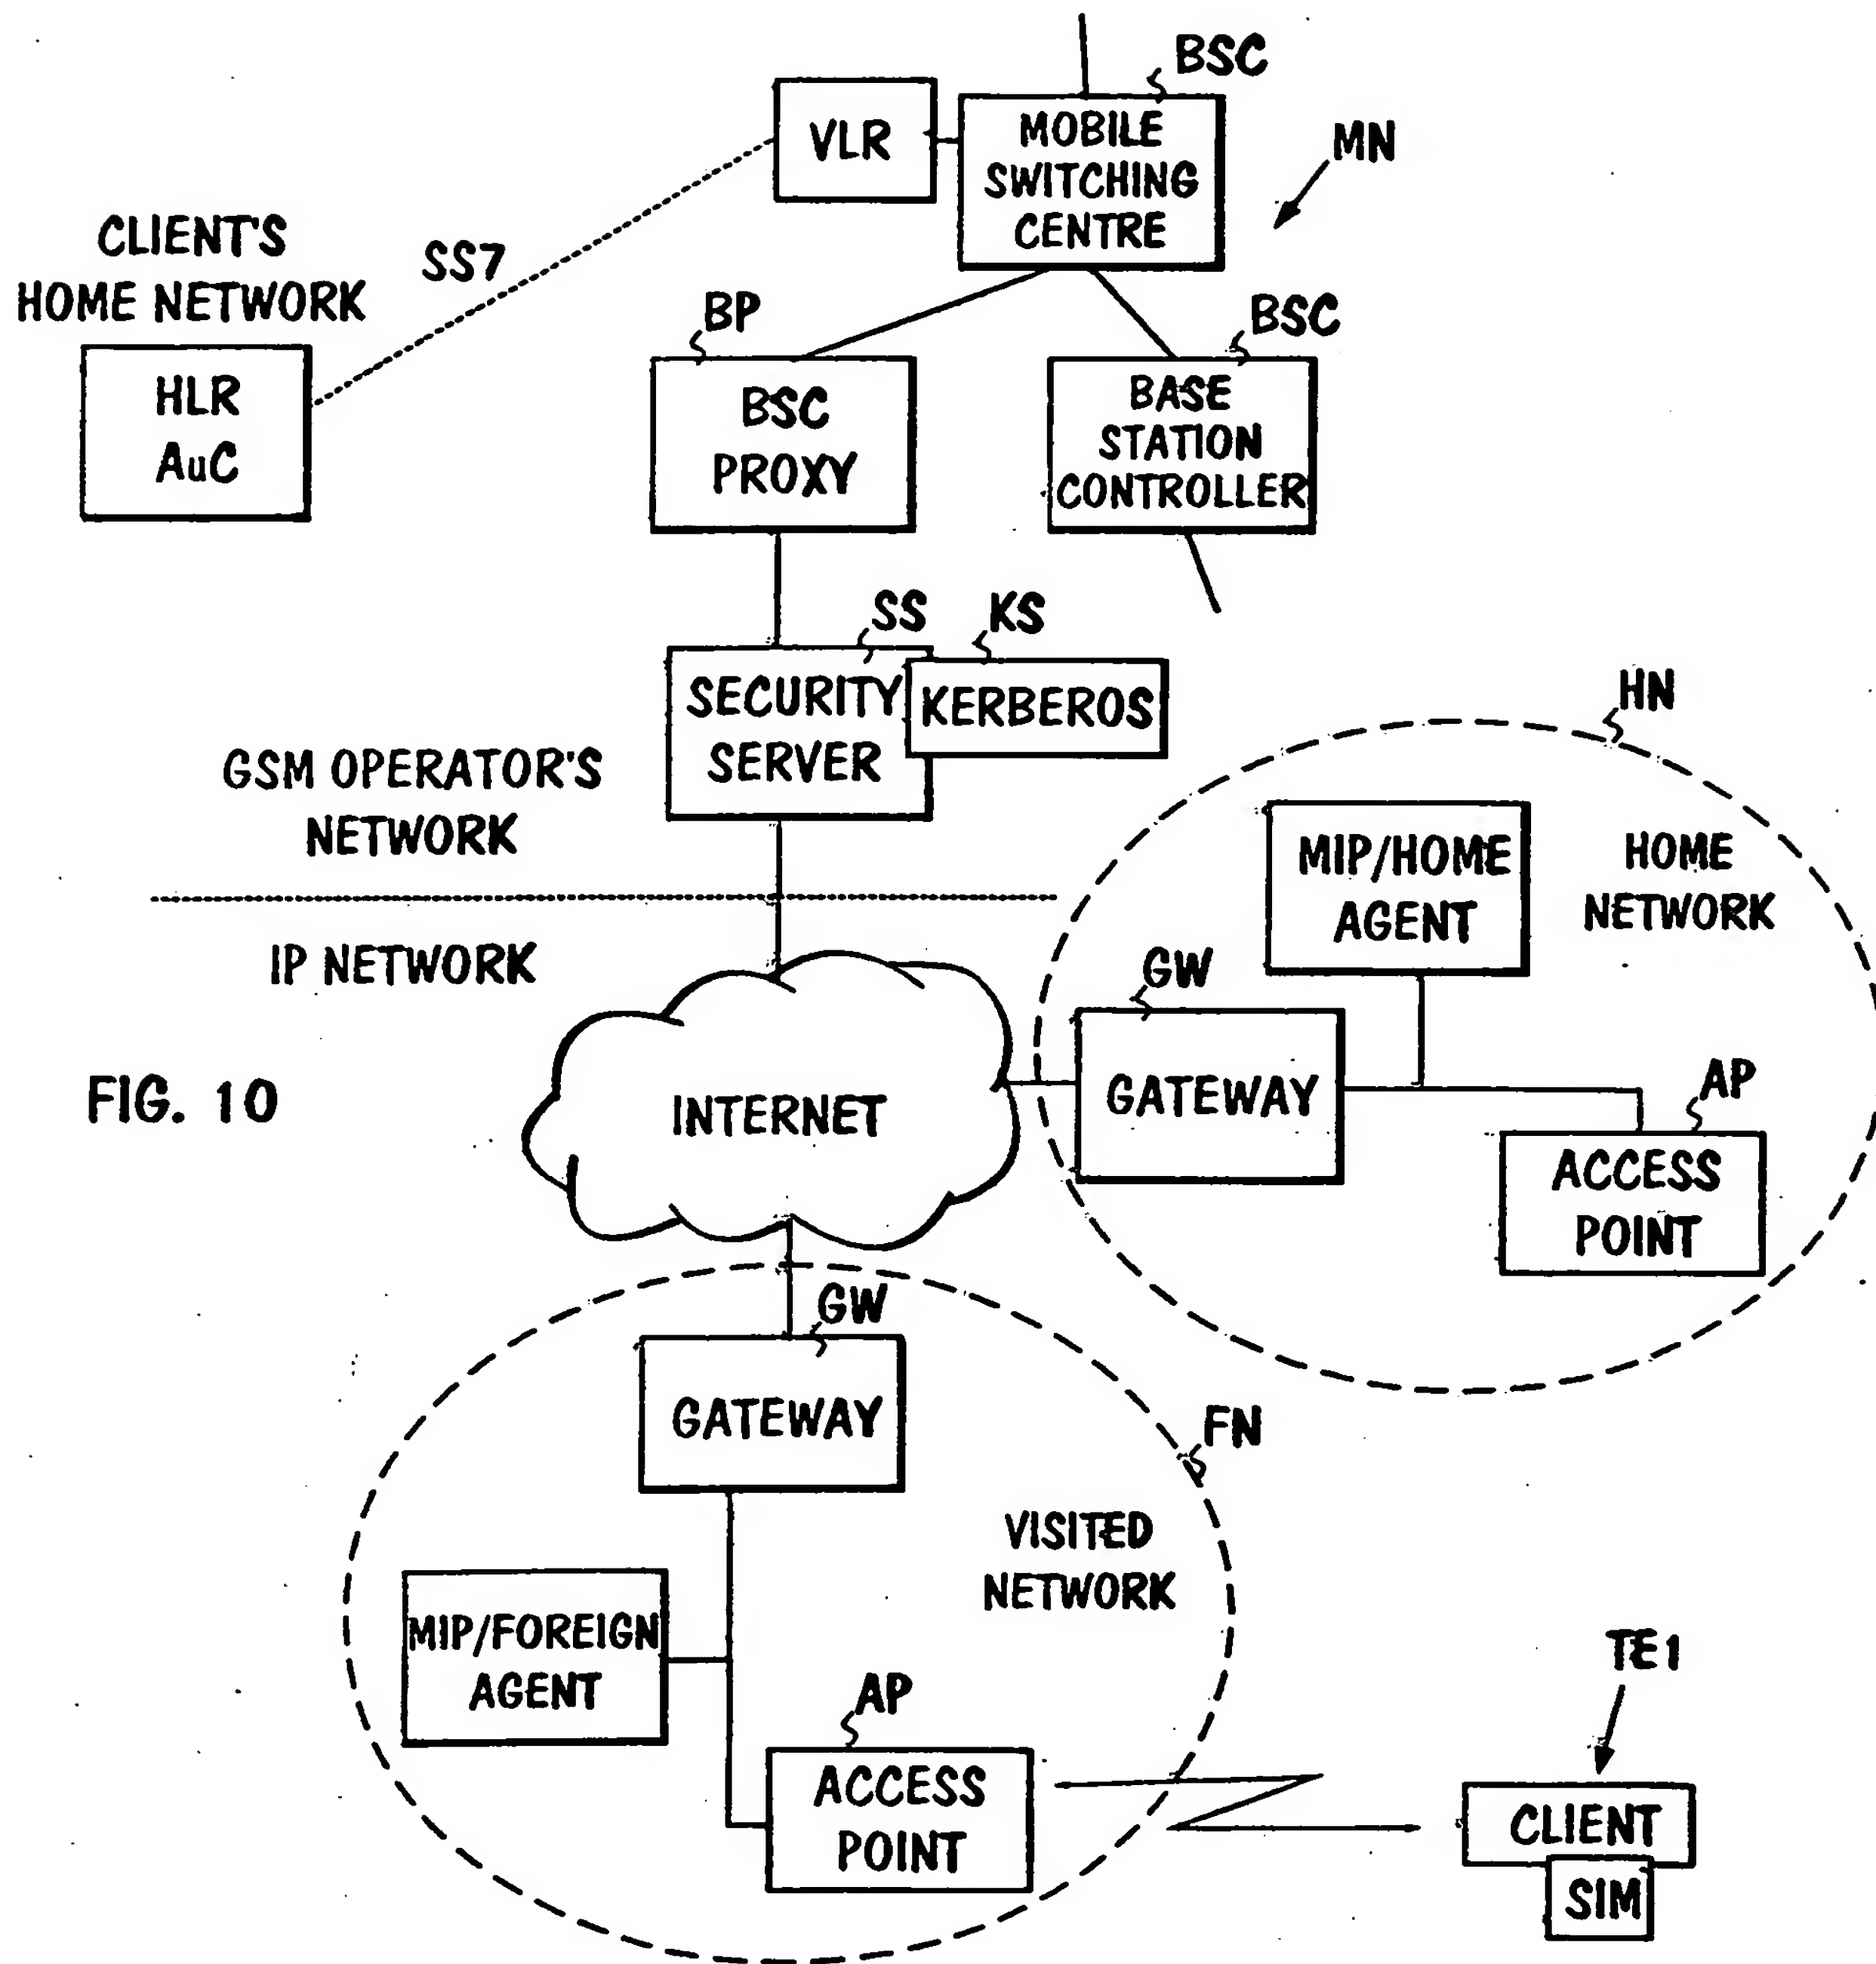 BSC
VLR
MOBILE
SWITCHING
CENTRE
MN
CLIENT'S
HOME NETWORK
SS7
HLR
AuC
BP
BSC
PROXY
BSC
BASE
STATION
CONTROLLER
SS
KS
SECURITY
SERVER
KERBEROS
GSM OPERATOR'S
NETWORK
IP NETWORK
HN
MIP/HOME
AGENT
HOME
NETWORK
GW
GATEWAY
AP
ACCESS
POINT
FIG. 10
INTERNET
GW
GATEWAY
FN
VISITED
NETWORK
MIP/FOREIGN
AGENT
AP
ACCESS
POINT
TE1
CLIENT
SIM